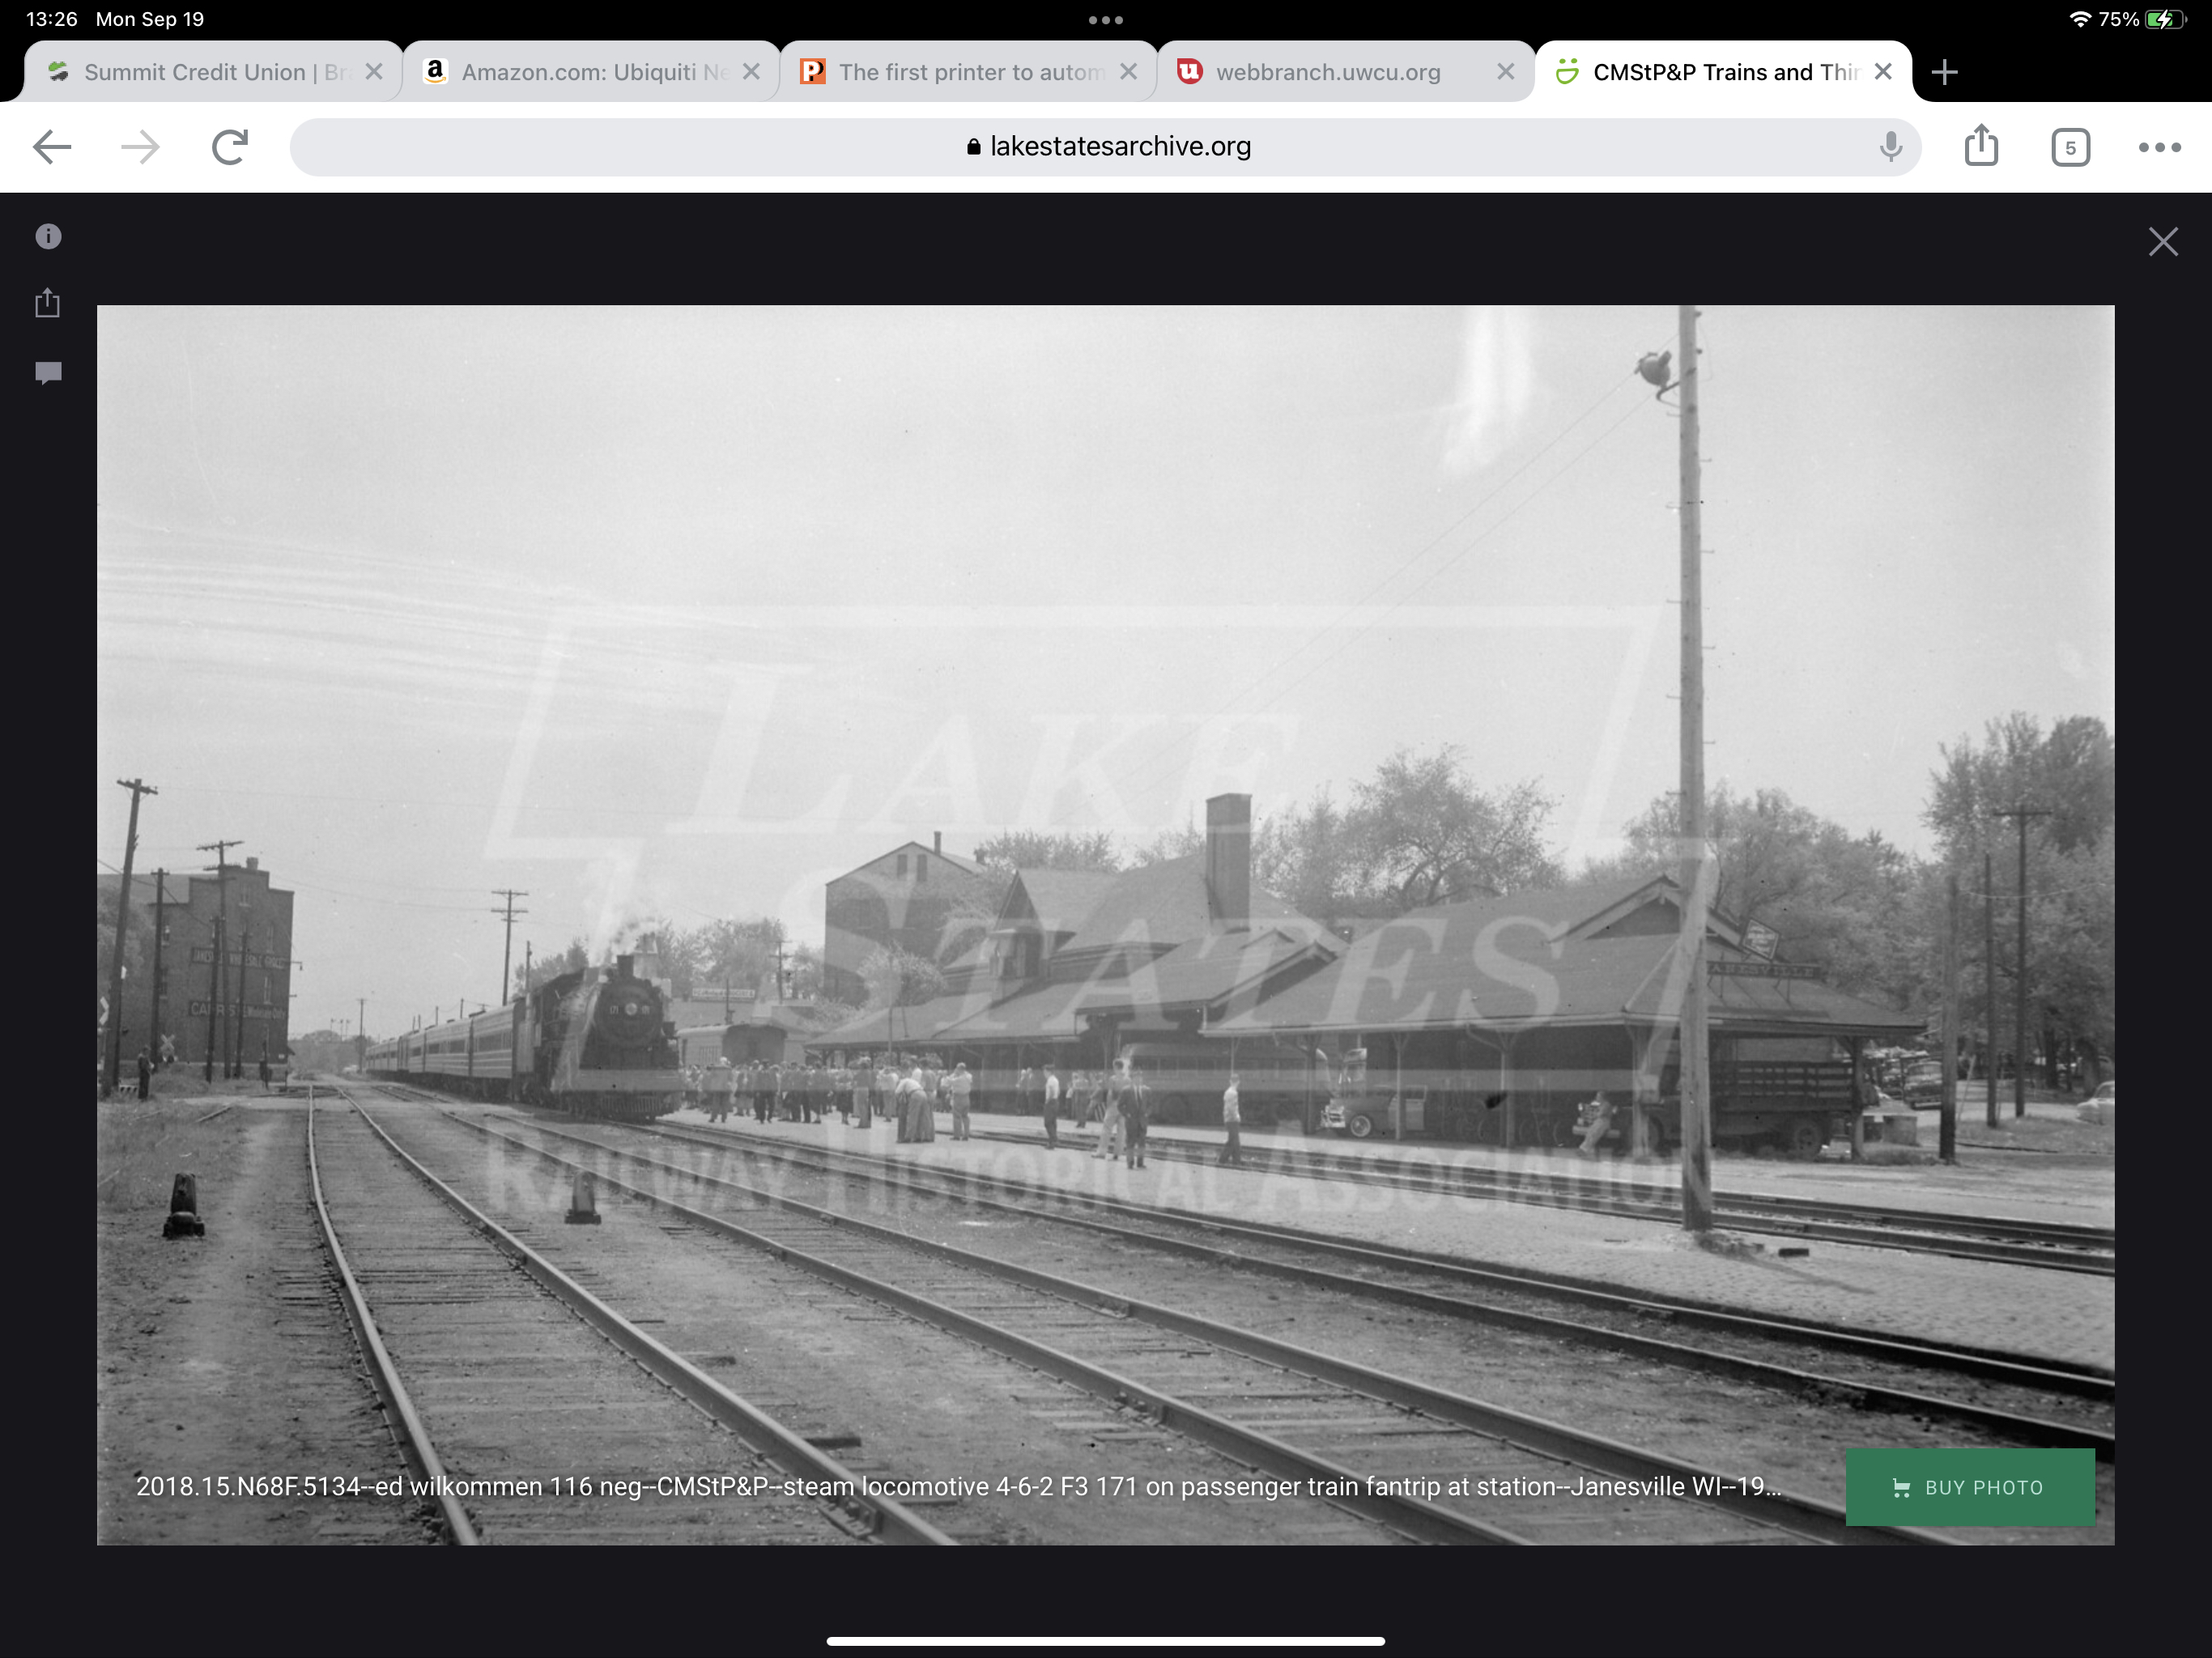 13:26 Mon Sep 19
75%
Summit Credit Union | Br
Amazon.com: Ubiquiti Ne
The first printer to autom
webbranch.uwcu.org
CMStP&P Trains and Thin
lakestatesarchive.org
5
LAKE
STATES
RAILWAY HISTORICAL ASSOCIATION
2018.15.N68F.5134--ed wilkommen 116 neg--CMStP&P--steam locomotive 4-6-2 F3 171 on passenger train fantrip at station--Janesville WI--19...
BUY PHOTO